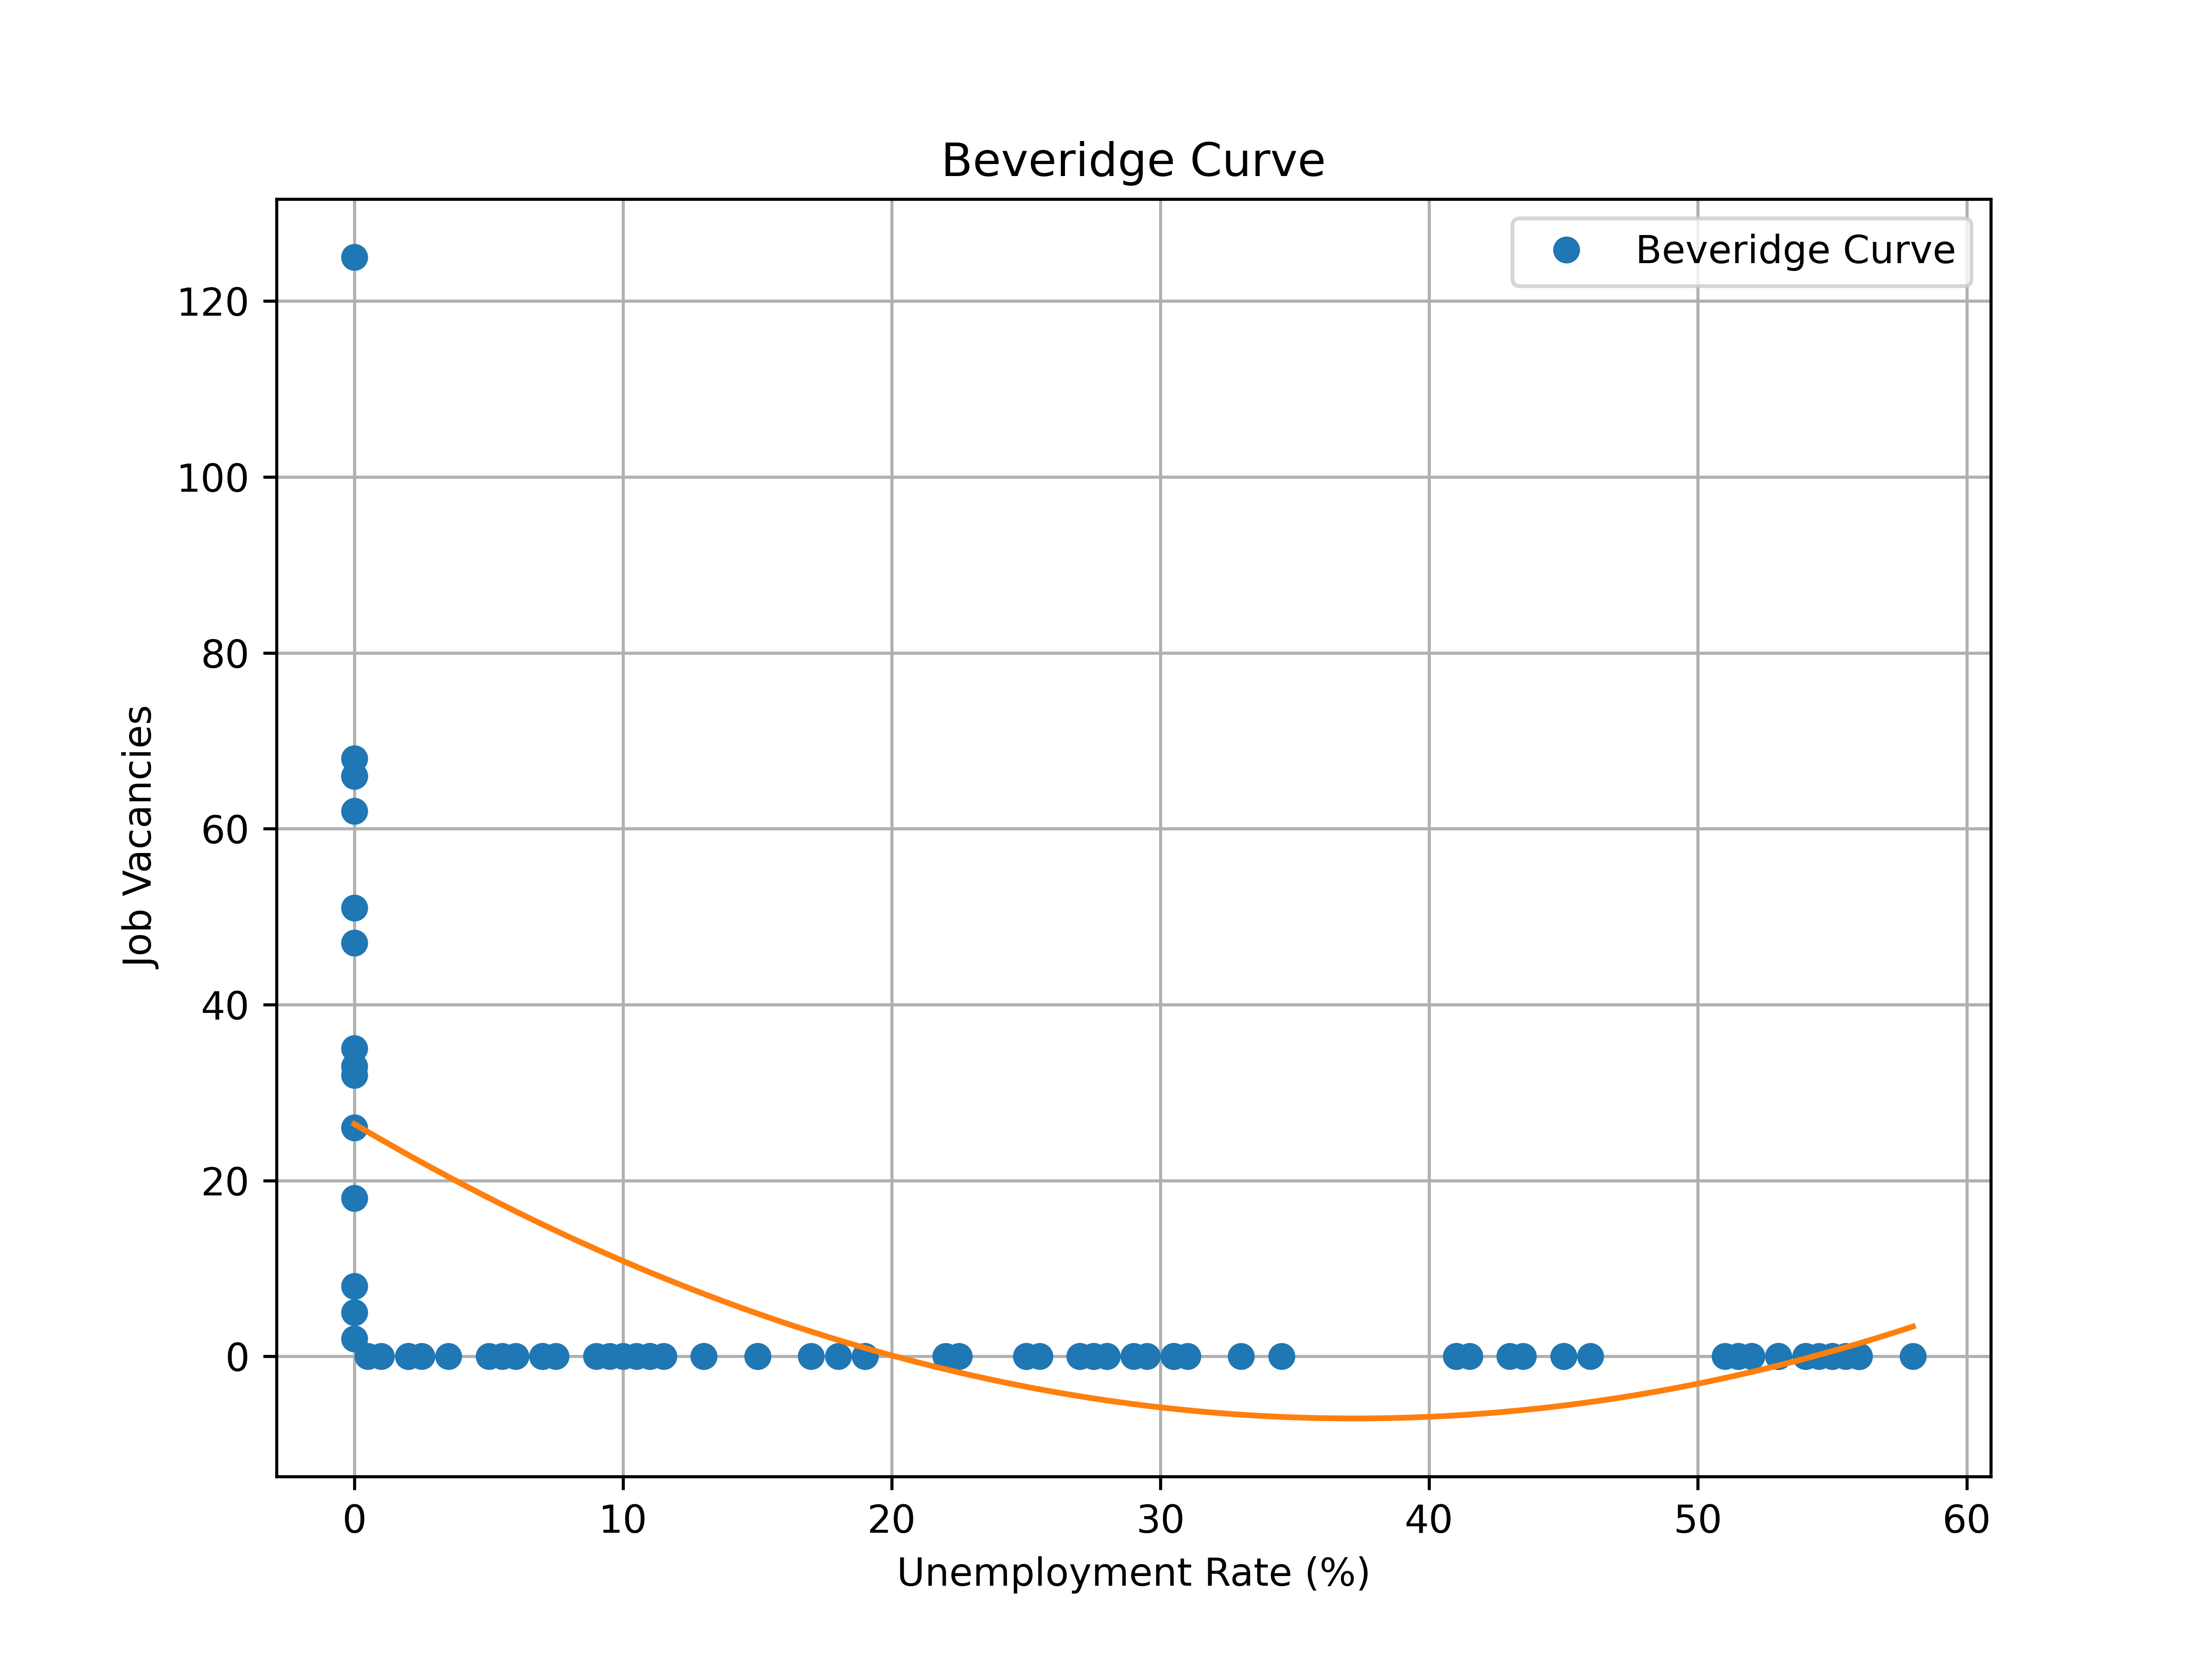 Beveridge Curve
Beveridge Curve
120
100
80
60
40
20
0
Job Vacancies
0 10 20 30 40 50 60
Unemployment Rate (%)